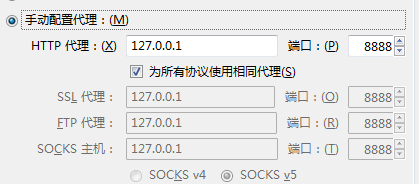 手动配置代理：(M)
HTTP 代理：(X) 127.0.0.1 端口：(P) 8888
为所有协议使用相同代理(S)
SSL 代理： 127.0.0.1 端口：(O) 8888
FTP 代理： 127.0.0.1 端口：(R) 8888
SOCKS 主机： 127.0.0.1 端口：(T) 8888
SOCKS v4 SOCKS v5